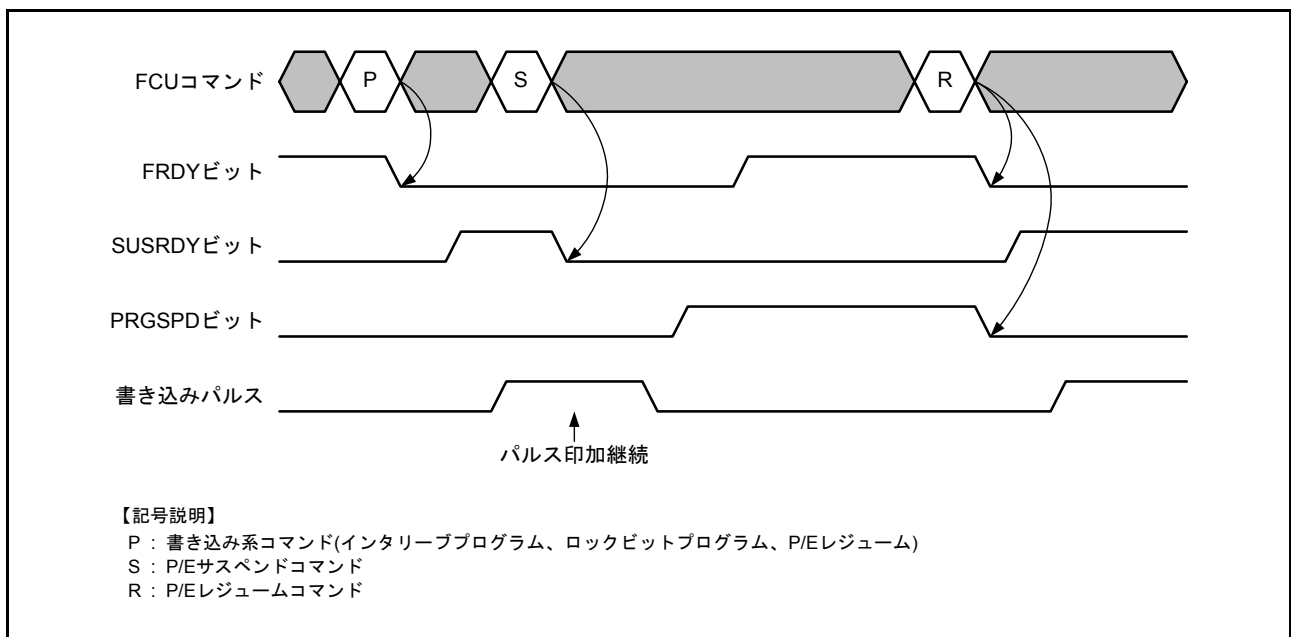 FCUコマンド
P
S
R
FRDYビット
SUSRDYビット
PRGSPDビット
書き込みパルス
パルス印加継続
【記号説明】
P : 書き込み系コマンド(インタリーブプログラム、ロックビットプログラム、P/Eレジューム)
S : P/Eサスペンドコマンド
R : P/Eレジュームコマンド